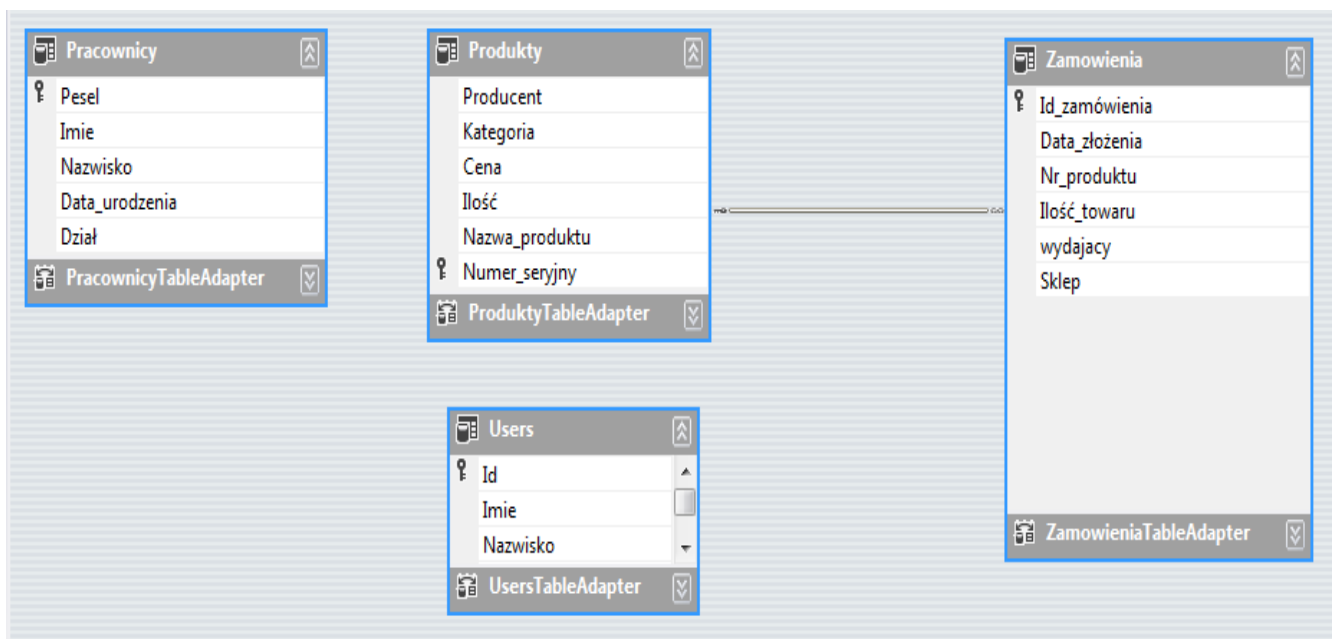 Pracownicy
Pesel
Imie
Nazwisko
Data_urodzenia
Dział
PracownicyTableAdapter
Produkty
Producent
Kategoria
Cena
Ilość
Nazwa_produktu
Numer_seryjny
ProduktyTableAdapter
Zamowienia
Id_zamówienia
Data_złożenia
Nr_produktu
Ilość_towaru
wydajacy
Sklep
ZamowieniaTableAdapter
Users
Id
Imie
Nazwisko
UsersTableAdapter